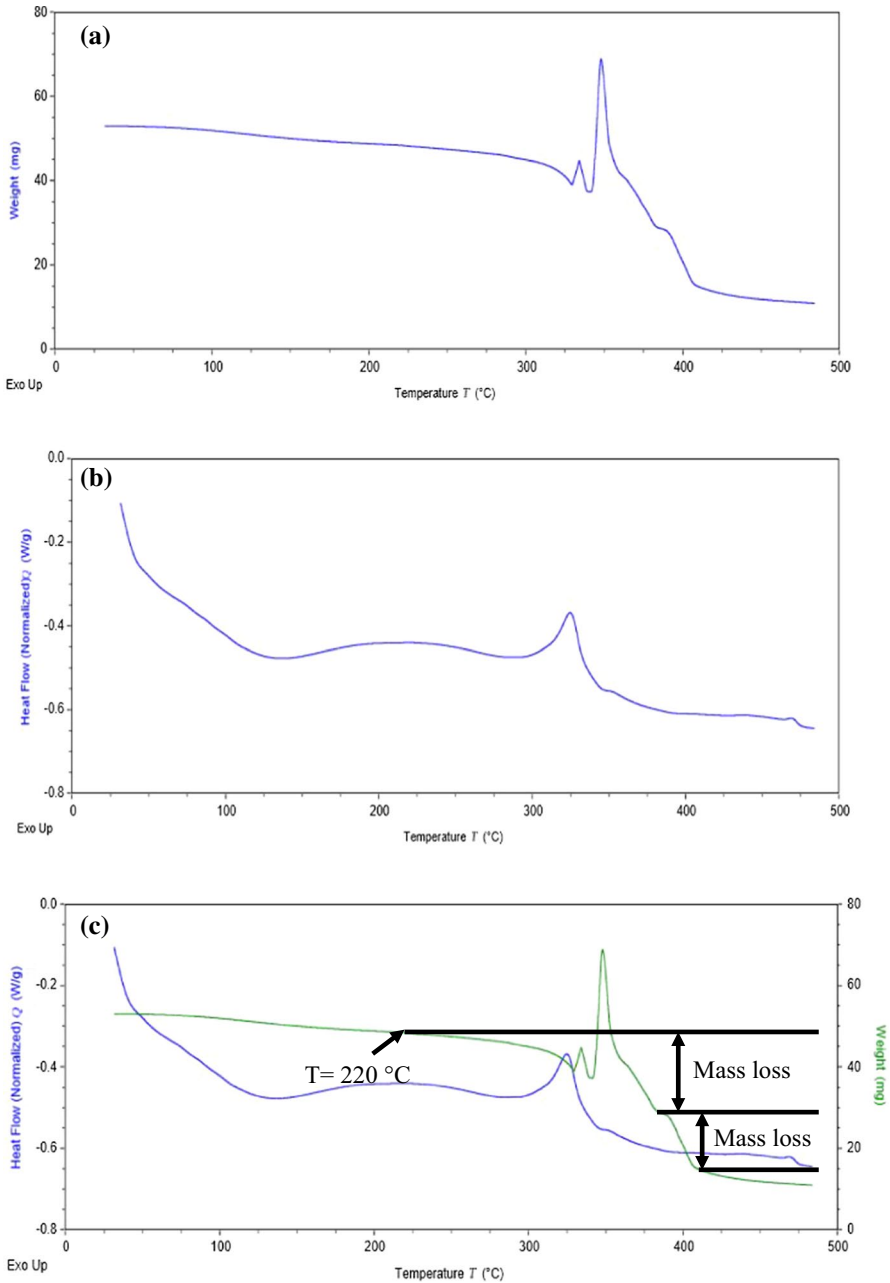 (a)
80
60
40
20
0
Weight (mg)
0 100 200 300 400 500
Exo Up
Temperature T (°C)
(b)
0.0
-0.2
-0.4
-0.6
-0.8
Heat Flow (Normalized) Q (W/g)
0 100 200 300 400 500
Exo Up
Temperature T (°C)
(c)
0.0
-0.2
-0.4
-0.6
-0.8
Heat Flow (Normalized) Q (W/g)
80
60
40
20
0
Weight (mg)
T= 220 °C
Mass loss
Mass loss
0 100 200 300 400 500
Exo Up
Temperature T (°C)